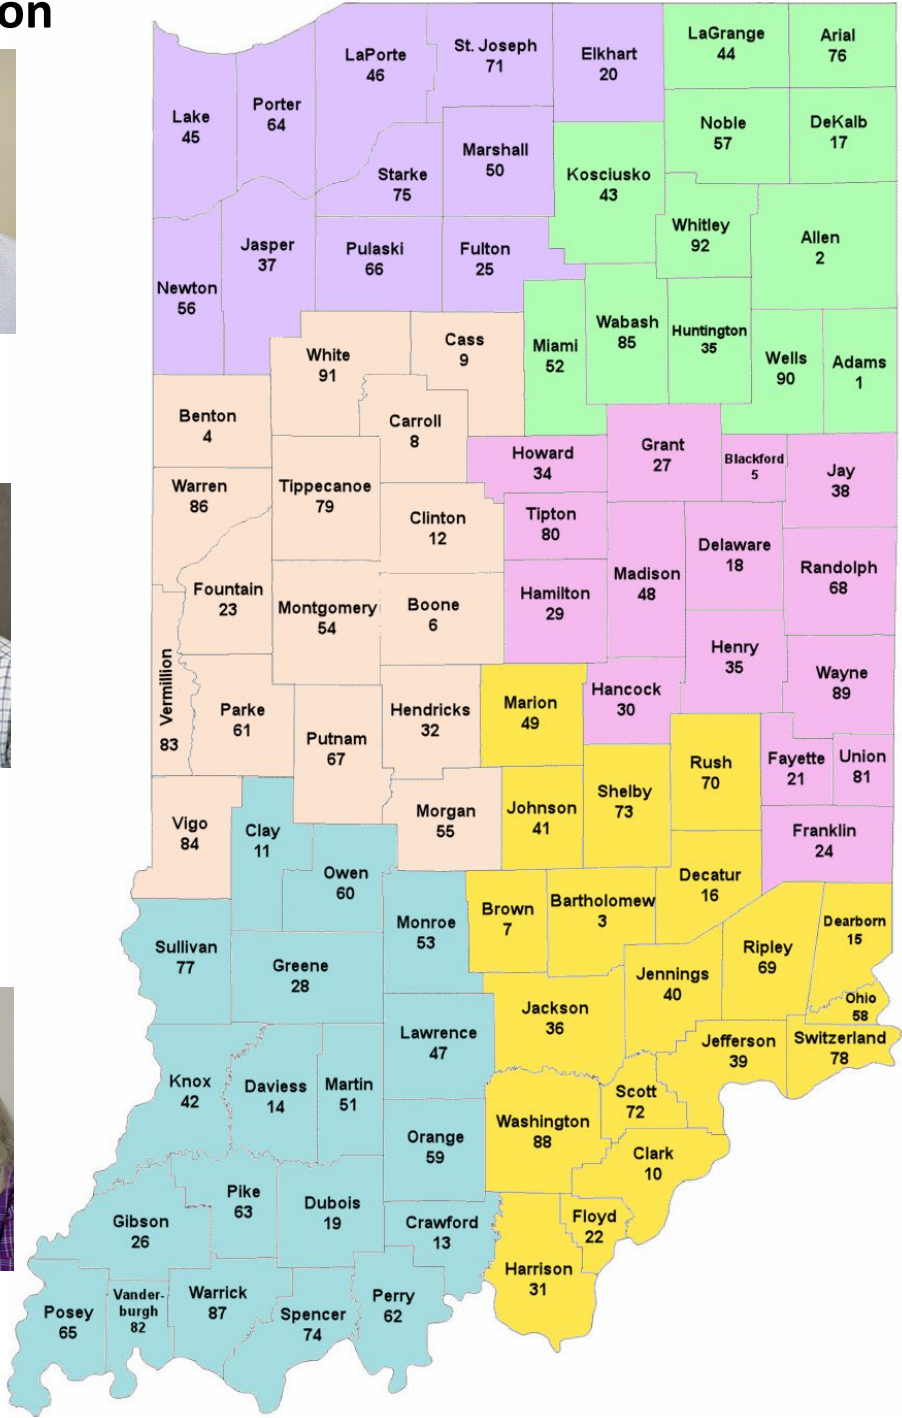 on
LaGrange
44
Arial
76
St. Joseph
71
LaPorte
46
Elkhart
20
Porter
64
Lake
45
Noble
57
DeKalb
17
Marshall
50
Starke
75
Kosciusko
43
Whitley
92
Allen
2
Jasper
37
Pulaski
66
Fulton
25
Newton
56
Wabash
85
Huntington
35
Miami
52
Wells
90
Adams
1
White
91
Cass
9
Benton
4
Carroll
8
Howard
34
Grant
27
Blackford
5
Jay
38
Warren
86
Tippecanoe
79
Clinton
12
Tipton
80
Delaware
18
Randolph
68
Fountain
23
Montgomery
54
Boone
6
Hamilton
29
Madison
48
Henry
35
Wayne
89
Vermillion
83
Parke
61
Putnam
67
Hendricks
32
Marion
49
Hancock
30
Rush
70
Fayette
21
Union
81
Vigo
84
Clay
11
Morgan
55
Johnson
41
Shelby
73
Franklin
24
Owen
60
Decatur
16
Monroe
53
Brown
7
Bartholomew
3
Dearborn
15
Sullivan
77
Greene
28
Jennings
40
Ripley
69
Jackson
36
Ohio
58
Lawrence
47
Jefferson
39
Switzerland
78
Knox
42
Daviess
14
Martin
51
Scott
72
Washington
88
Orange
59
Clark
10
Pike
63
Dubois
19
Gibson
26
Crawford
13
Floyd
22
Harrison
31
Posey
65
Vander-
burgh
82
Warrick
87
Spencer
74
Perry
62